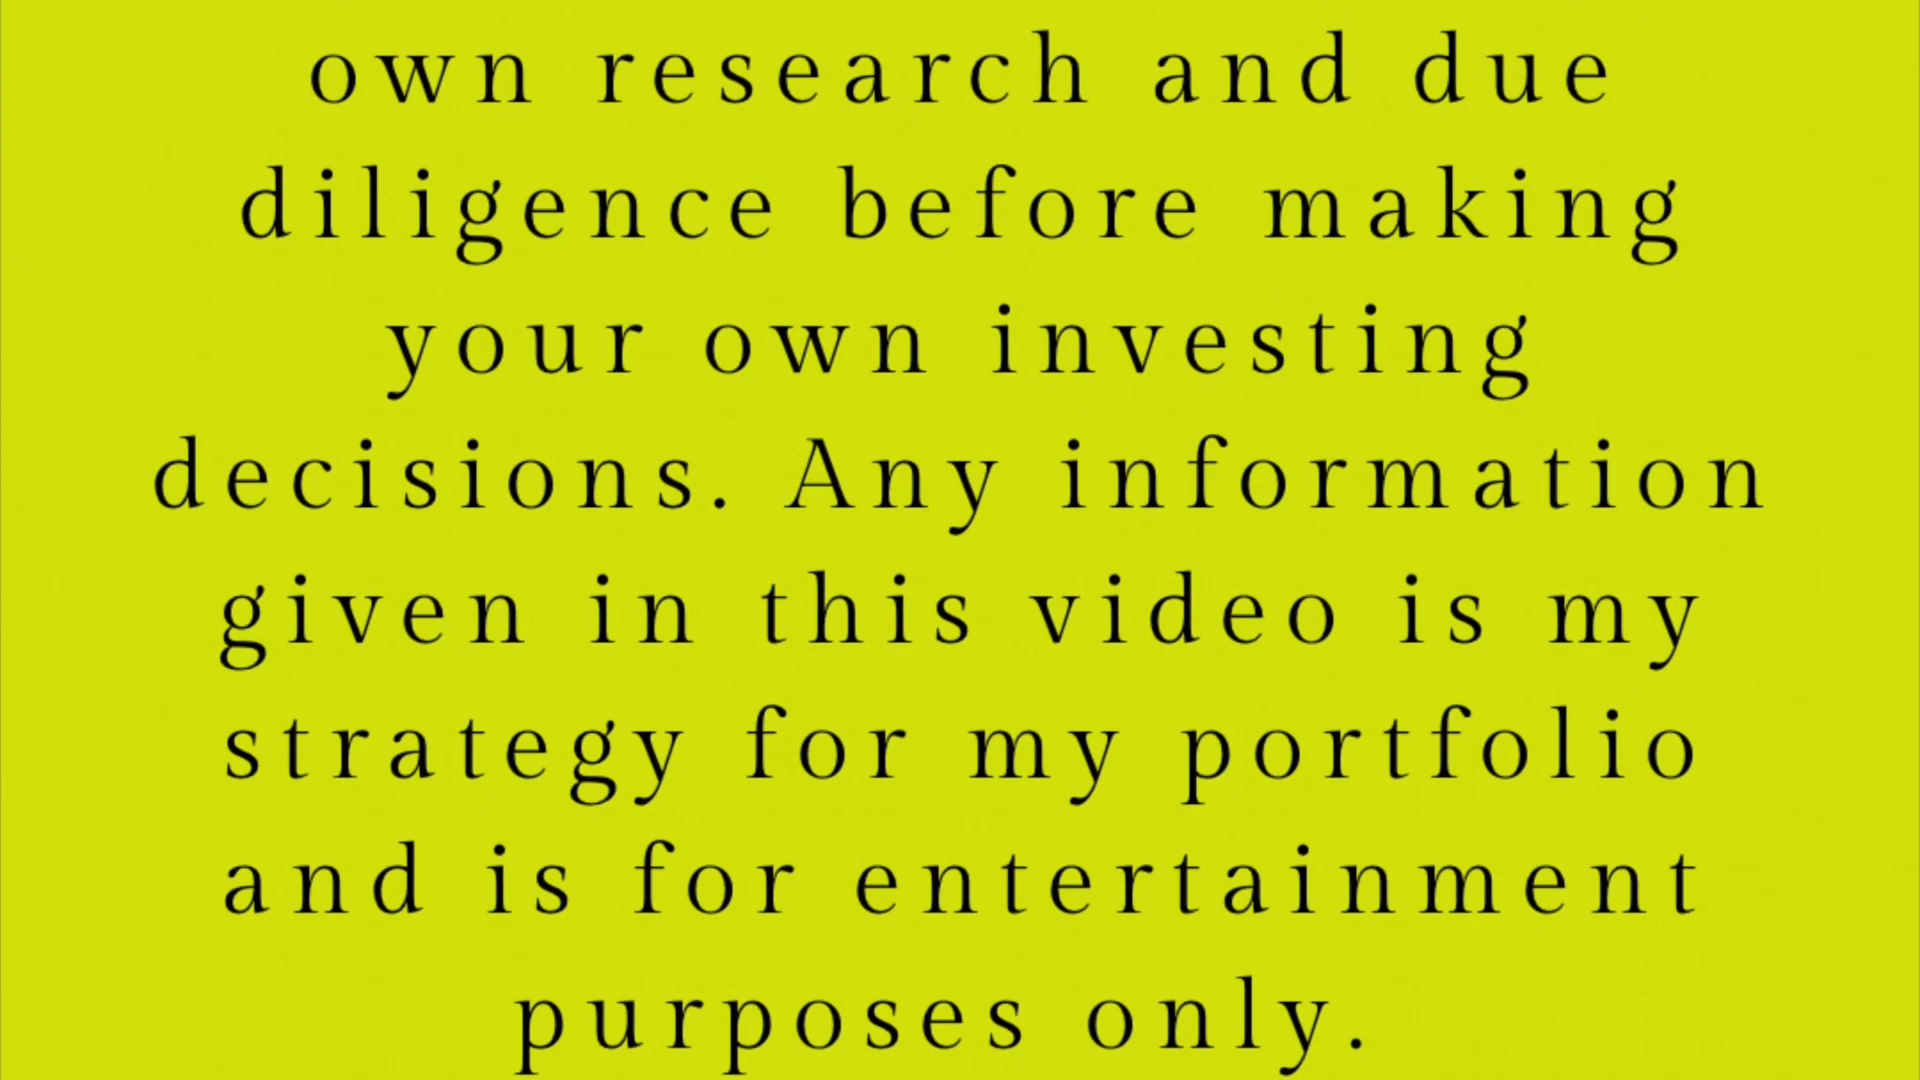 own research and due
diligence before making
your own investing
decisions. Any information
given in this video is my
strategy for my portfolio
and is for entertainment
purposes only.